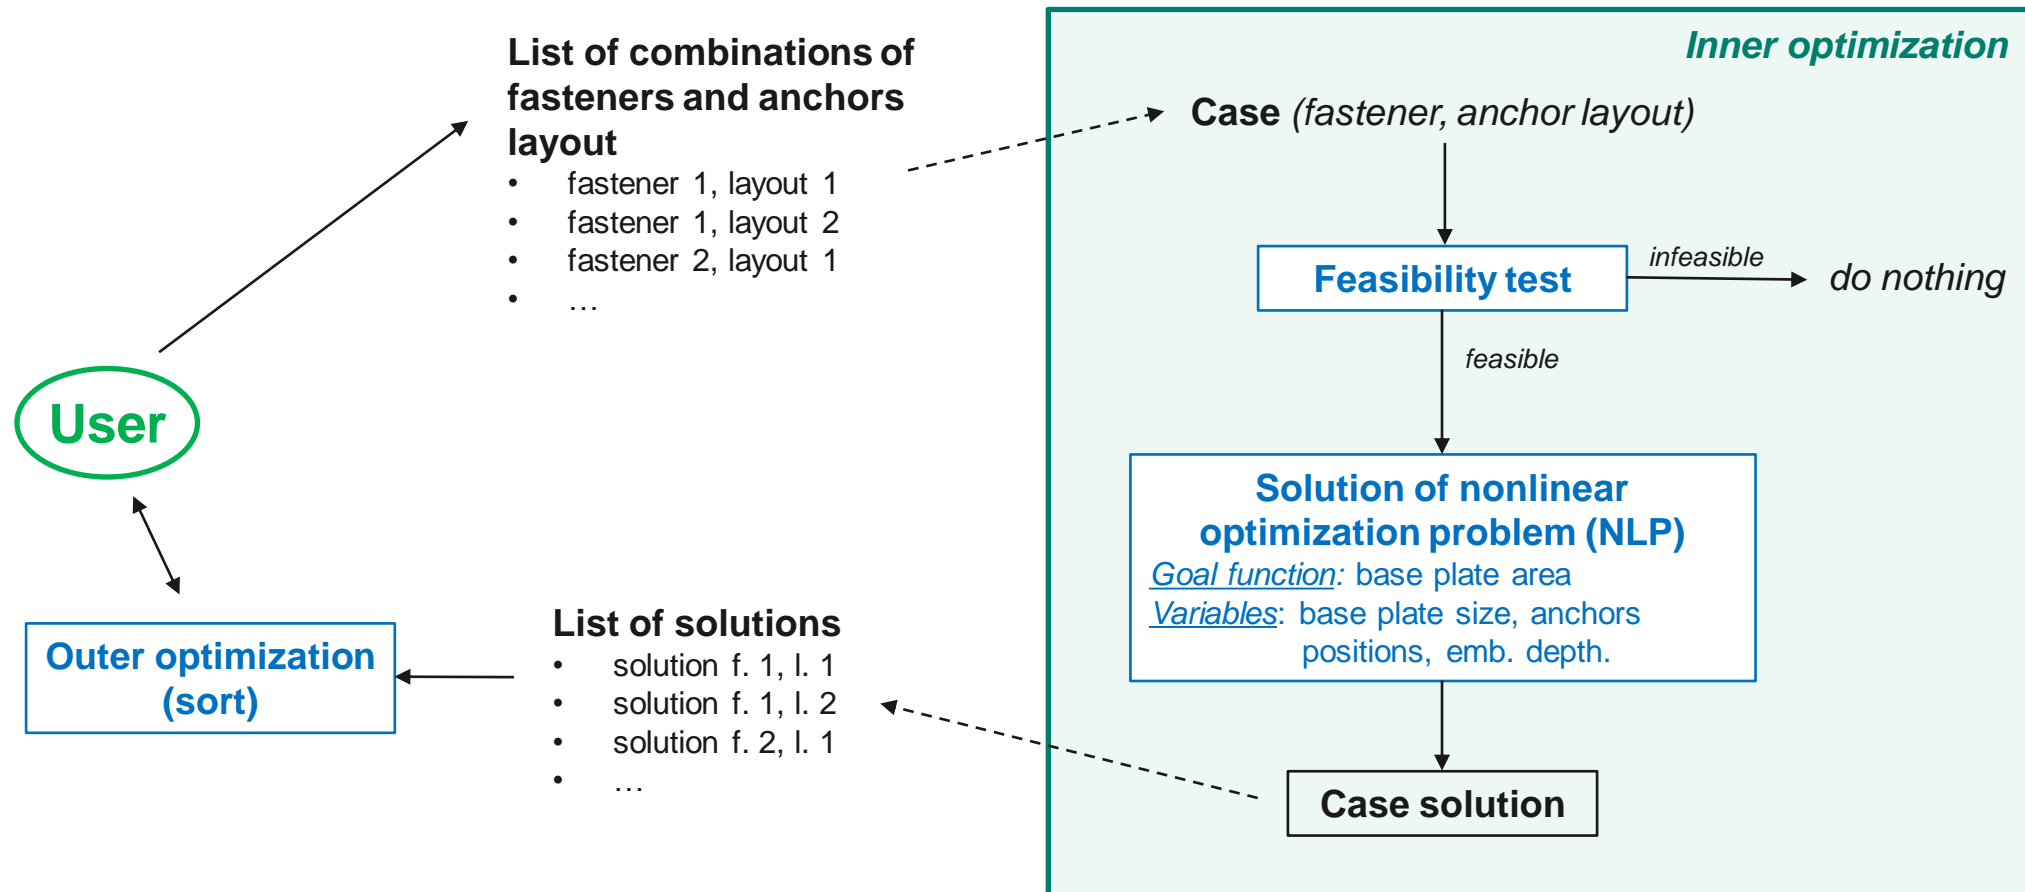 Inner optimization
List of combinations of
fasteners and anchors
layout
• fastener 1, layout 1
• fastener 1, layout 2
• fastener 2, layout 1
• …
Case (fastener, anchor layout)
Feasibility test
infeasible
do nothing
feasible
User
Solution of nonlinear
optimization problem (NLP)
Goal function: base plate area
Variables: base plate size, anchors
positions, emb. depth.
Outer optimization
(sort)
List of solutions
• solution f. 1, l. 1
• solution f. 1, l. 2
• solution f. 2, l. 1
• …
Case solution